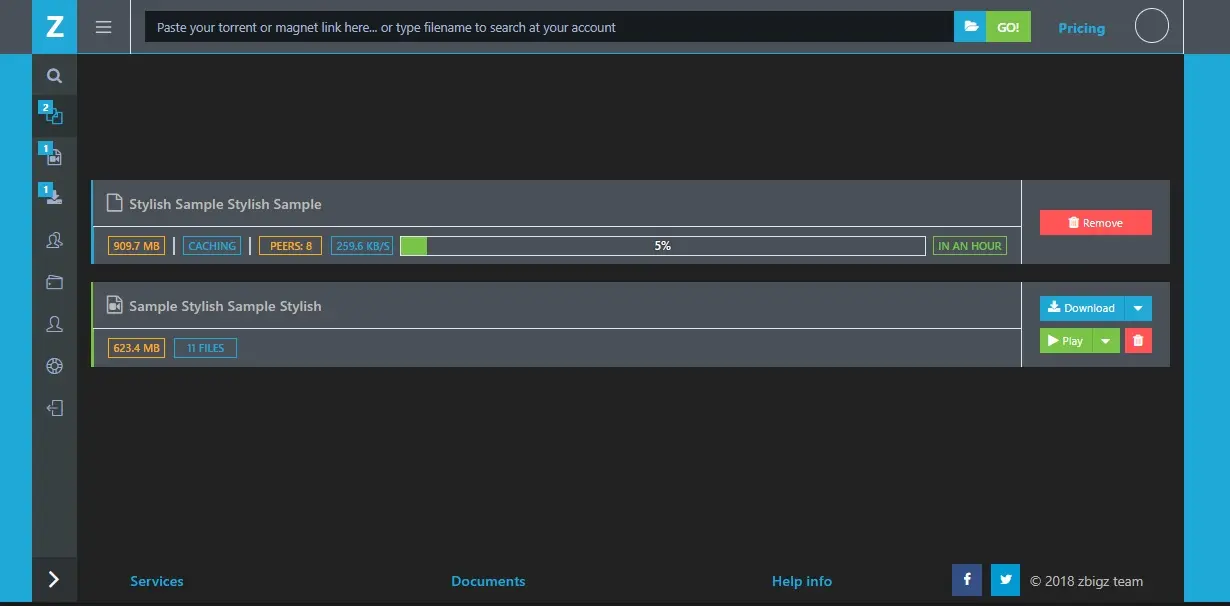 Z
Paste your torrent or magnet link here... or type filename to search at your account
GO!
Pricing
2
1
1
Stylish Sample Stylish Sample
Remove
909.7 MB
CACHING
PEERS: 8
259.6 KB/S
5%
IN AN HOUR
Sample Stylish Sample Stylish
Download
623.4 MB
11 FILES
Play
Services
Documents
Help info
f
© 2018 zbigz team